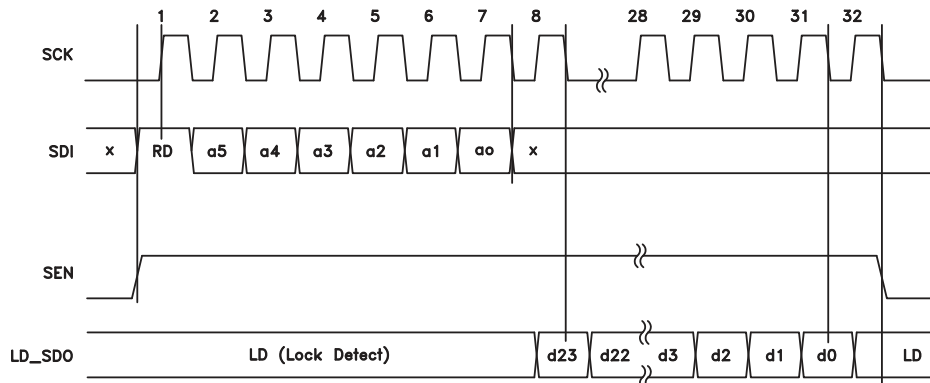 1 2 3 4 5 6 7 8 28 29 30 31 32
SCK
SDI x RD a5 a4 a3 a2 a1 ao x
SEN
LD_SDO LD (Lock Detect) d23 d22 d3 d2 d1 d0 LD